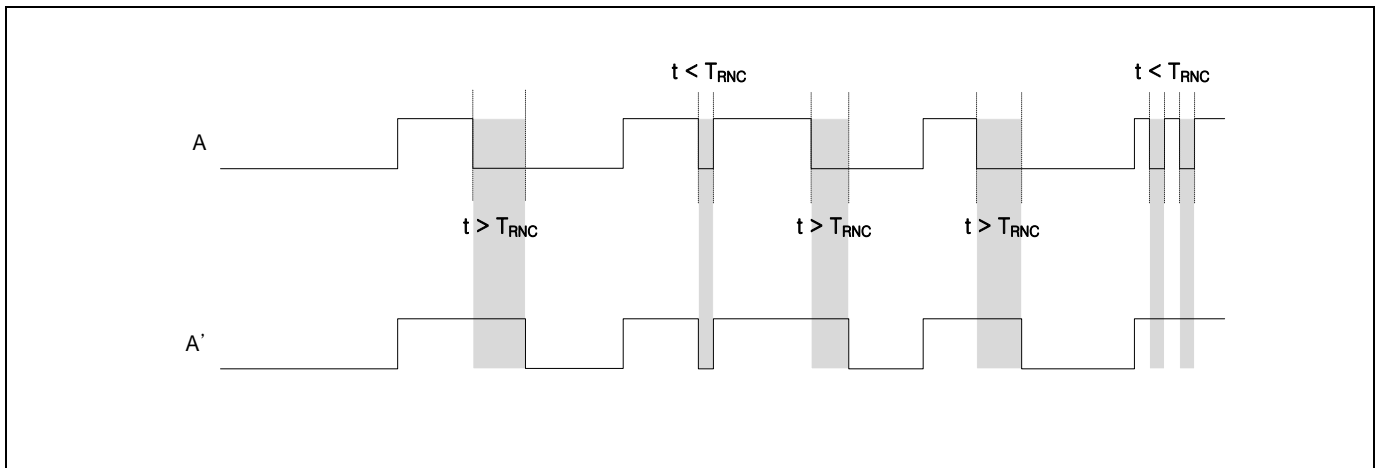 t < TRNC t < TRNC
A
t > TRNC t > TRNC t > TRNC
A'